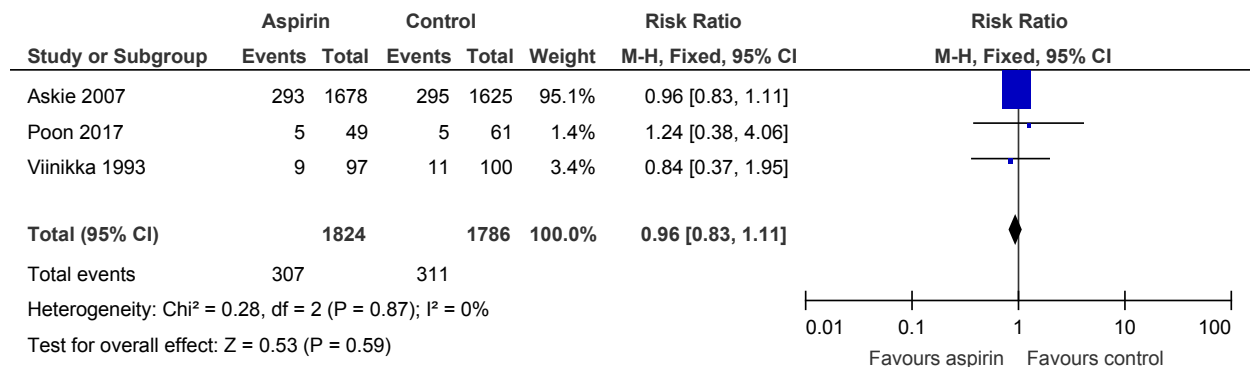 Aspirin Control Risk Ratio Risk Ratio
Study or Subgroup Events Total Events Total Weight M-H, Fixed, 95% CI M-H, Fixed, 95% CI
Askie 2007 293 1678 295 1625 95.1% 0.96 [0.83, 1.11]
Poon 2017 5 49 5 61 1.4% 1.24 [0.38, 4.06]
Viinikka 1993 9 97 11 100 3.4% 0.84 [0.37, 1.95]
Total (95% CI) 1824 1786 100.0% 0.96 [0.83, 1.11]
Total events 307 311
Heterogeneity: Chi² = 0.28, df = 2 (P = 0.87); I² = 0%
Test for overall effect: Z = 0.53 (P = 0.59)
0.01 0.1 1 10 100
Favours aspirin Favours control